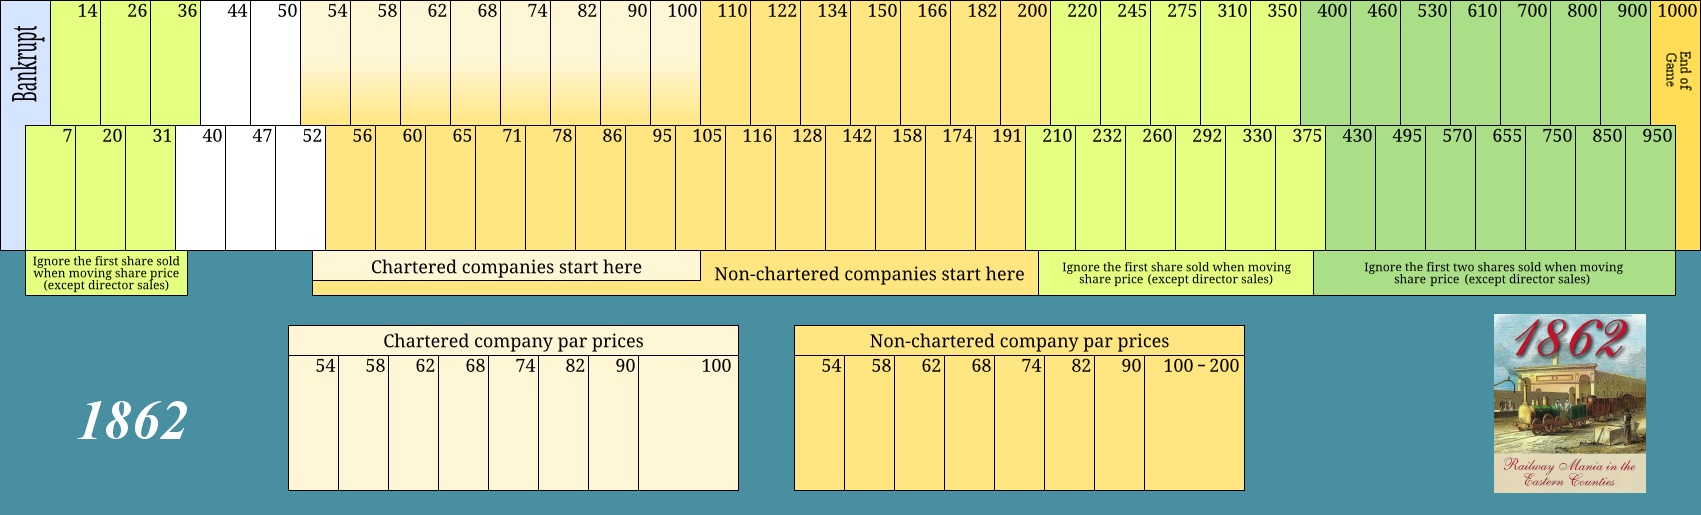 Bankrupt
14 26 36 44 50 54 58 62 68 74 82 90 100 110 122 134 150 166 182 200 220 245 275 310 350 400 460 530 610 700 800 900 1000
End of
Game
7 20 31 40 47 52 56 60 65 71 78 86 95 105 116 128 142 158 174 191 210 232 260 292 330 375 430 495 570 655 750 850 950
Ignore the first share sold
when moving share price
(except director sales)
Chartered companies start here
Non-chartered companies start here
Ignore the first share sold when moving
share price (except director sales)
Ignore the first two shares sold when moving
share price (except director sales)
1862
Chartered company par prices
54 58 62 68 74 82 90 100
Non-chartered company par prices
54 58 62 68 74 82 90 100 – 200
1862
Railway Mania in the
Eastern Counties